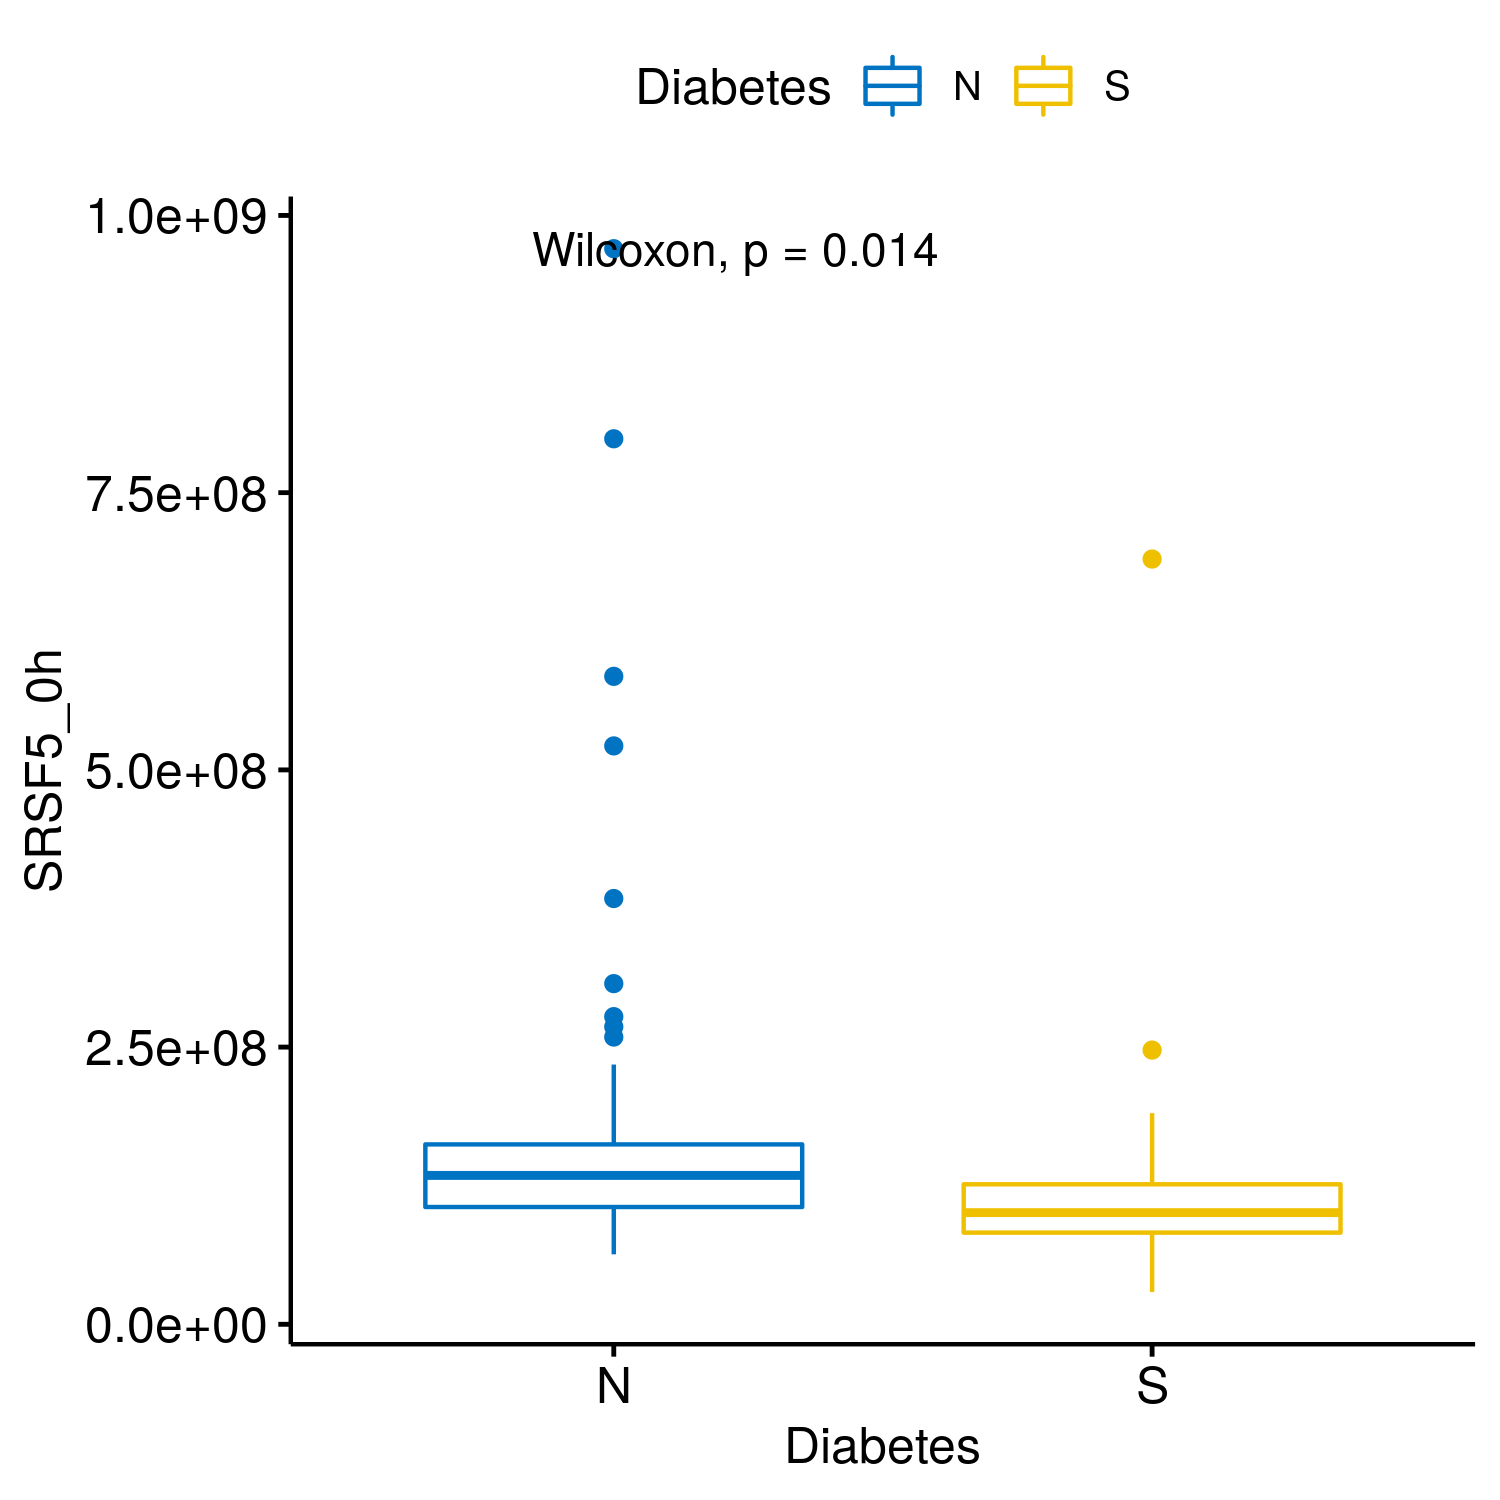 Diabetes N S
1.0e+09
Wilcoxon, p = 0.014
7.5e+08
5.0e+08
2.5e+08
0.0e+00
SRSF5_0h
N S
Diabetes